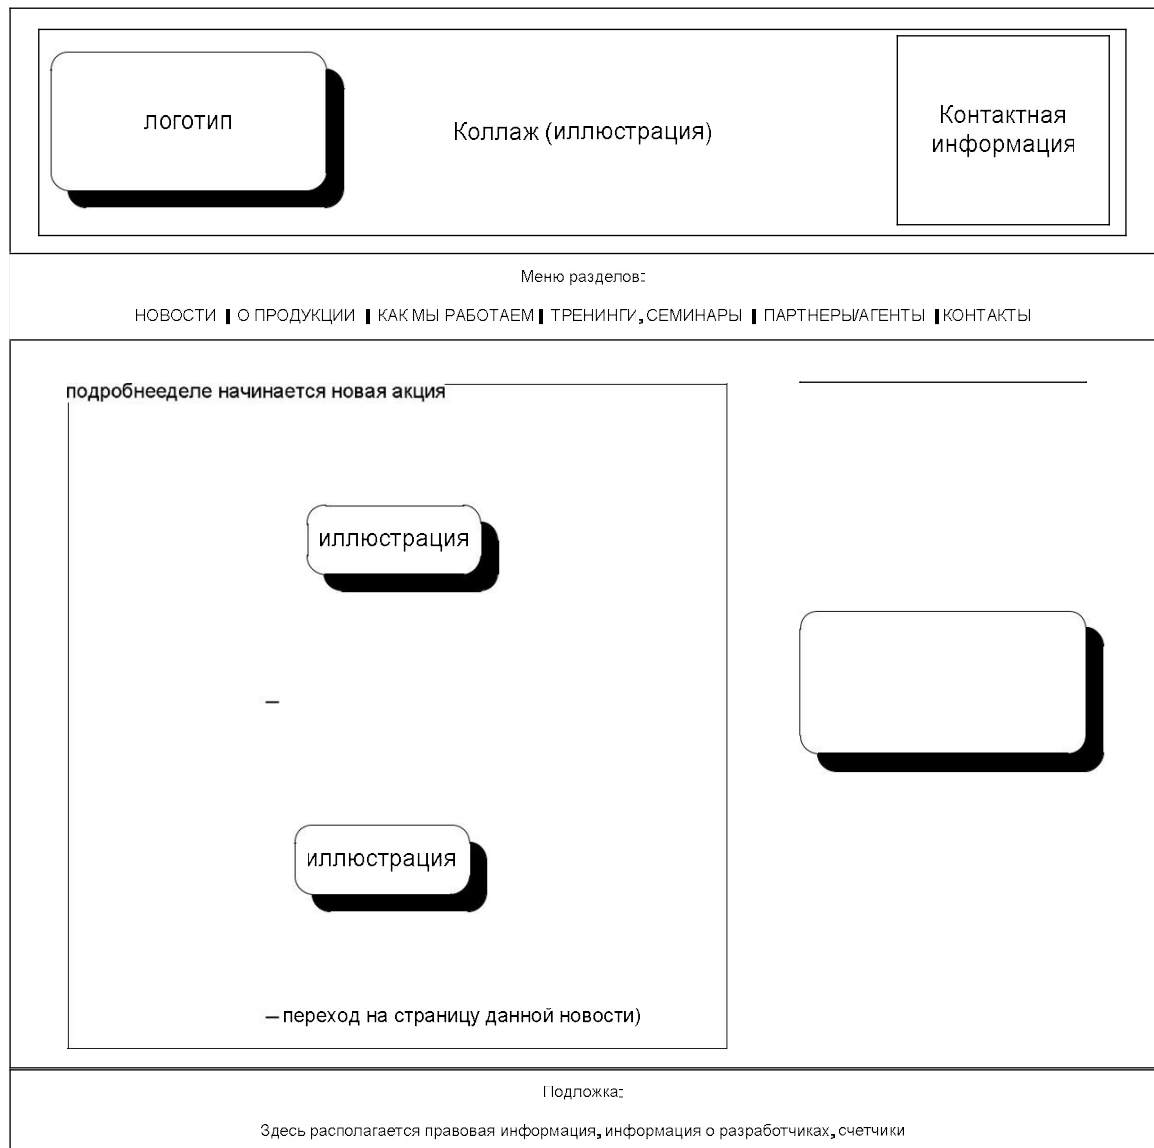 логотип
Коллаж (иллюстрация)
Контактная
информация
Меню разделов:
НОВОСТИ | О ПРОДУКЦИИ | КАК МЫ РАБОТАЕМ | ТРЕНИНГИ, СЕМИНАРЫ | ПАРТНЕРЫ/АГЕНТЫ | КОНТАКТЫ
подробнееделе начинается новая акция
иллюстрация
–
иллюстрация
– переход на страницу данной новости)
Подложка:
Здесь располагается правовая информация, информация о разработчиках, счетчики